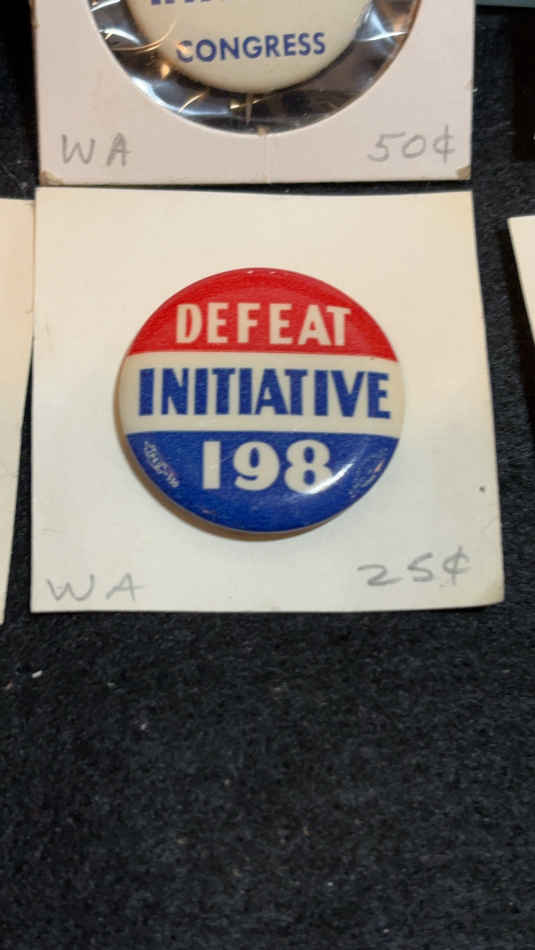 CONGRESS
WA 50¢
DEFEAT
INITIATIVE
198
WA 25¢